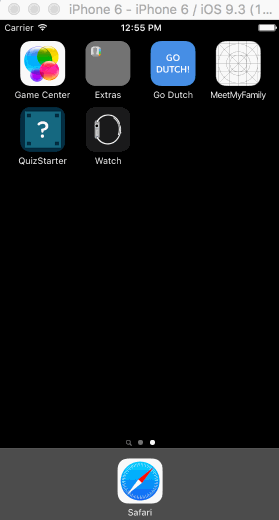 iPhone 6 - iPhone 6 / iOS 9.3 (1...
Carrier 12:55 PM
GO
DUTCH!
Game Center Extras Go Dutch MeetMyFamily
?
QuizStarter Watch
Safari